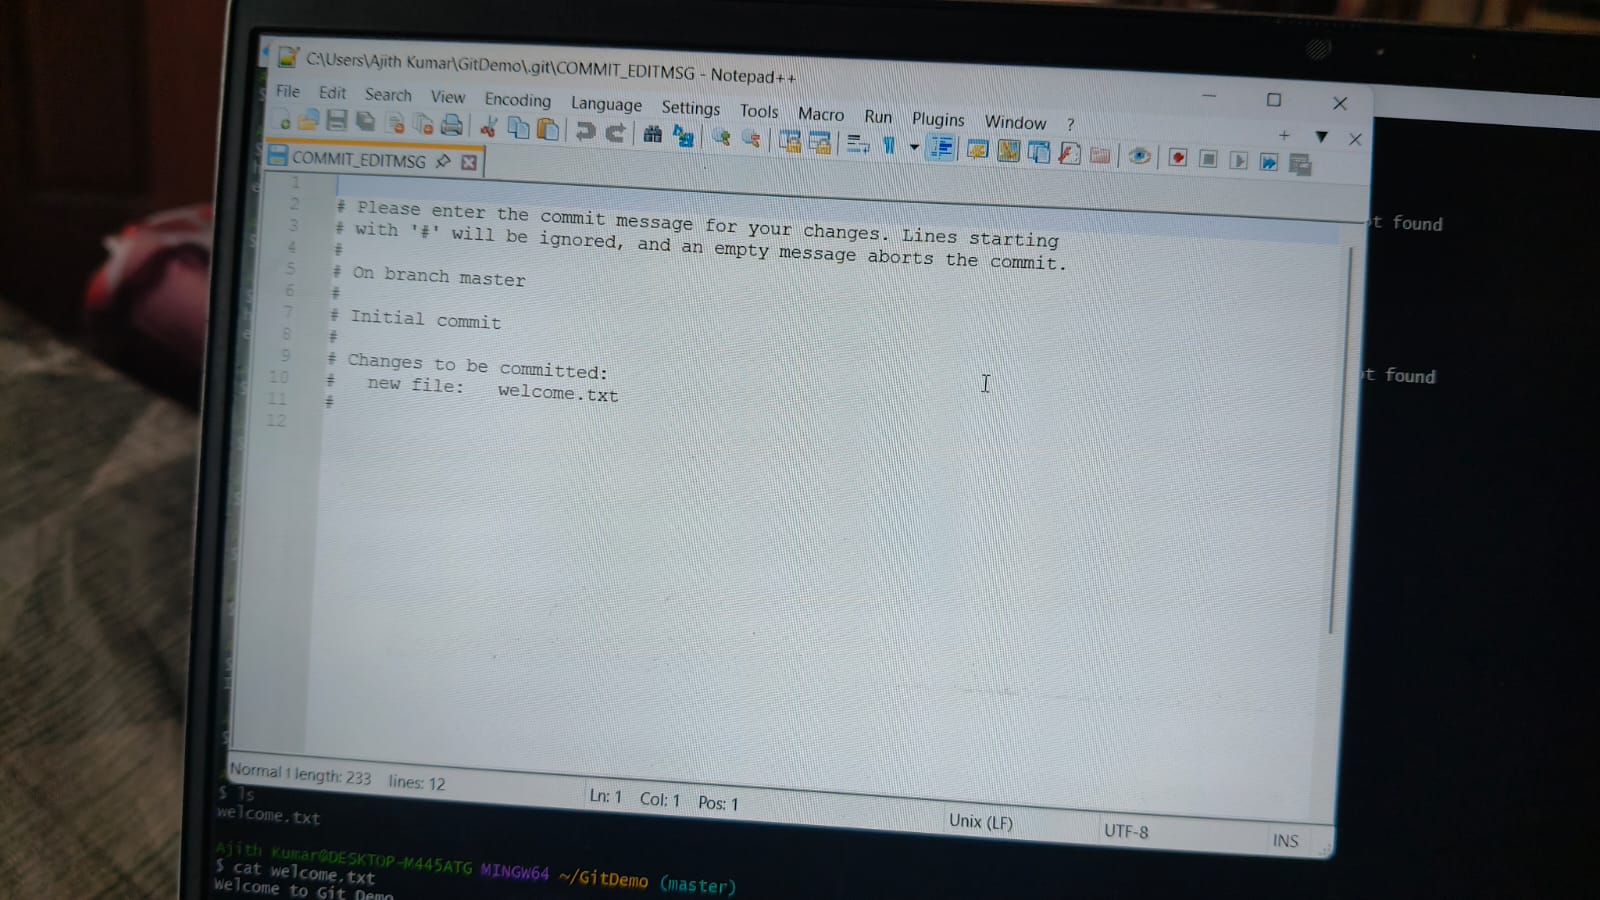 C:\Users\Ajith Kumar\GitDemo\.git\COMMIT_EDITMSG - Notepad++
File Edit Search View Encoding Language Settings Tools Macro Run Plugins Window ?
COMMIT_EDITMSG
1
2 # Please enter the commit message for your changes. Lines starting
3 # with '#' will be ignored, and an empty message aborts the commit.
4 #
5 # On branch master
6 #
7 # Initial commit
8 #
9 # Changes to be committed:
10 # new file: welcome.txt
11 #
12
t found
t found
Normal length: 233 lines: 12 Ln: 1 Col: 1 Pos: 1 Unix (LF) UTF-8 INS
$ ls
welcome.txt
Ajith Kumar@DESKTOP-M445ATG MINGW64 ~/GitDemo (master)
$ cat welcome.txt
Welcome to Git Demo